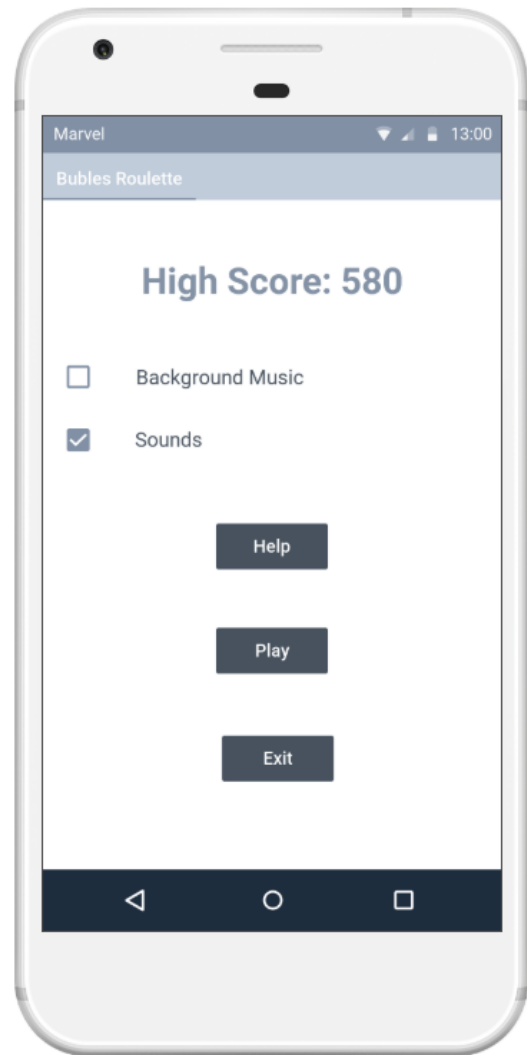 Marvel 13:00
Bubles Roulette
High Score: 580
Background Music
Sounds
Help
Play
Exit